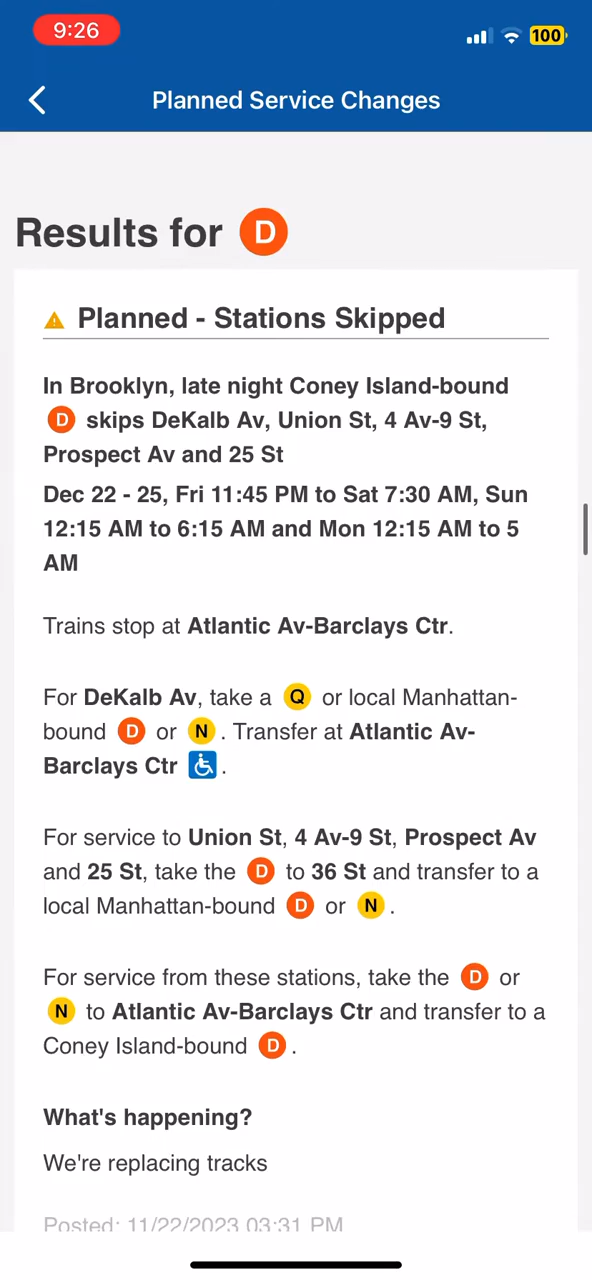 9:26
100
Planned Service Changes
Results for D
Planned - Stations Skipped
In Brooklyn, late night Coney Island-bound
D skips DeKalb Av, Union St, 4 Av-9 St,
Prospect Av and 25 St
Dec 22 - 25, Fri 11:45 PM to Sat 7:30 AM, Sun
12:15 AM to 6:15 AM and Mon 12:15 AM to 5
AM
Trains stop at Atlantic Av-Barclays Ctr.
For DeKalb Av, take a Q or local Manhattan-
bound D or N. Transfer at Atlantic Av-
Barclays Ctr.
For service to Union St, 4 Av-9 St, Prospect Av
and 25 St, take the D to 36 St and transfer to a
local Manhattan-bound D or N.
For service from these stations, take the D or
N to Atlantic Av-Barclays Ctr and transfer to a
Coney Island-bound D.
What's happening?
We're replacing tracks
Posted: 11/22/2023 03:31 PM